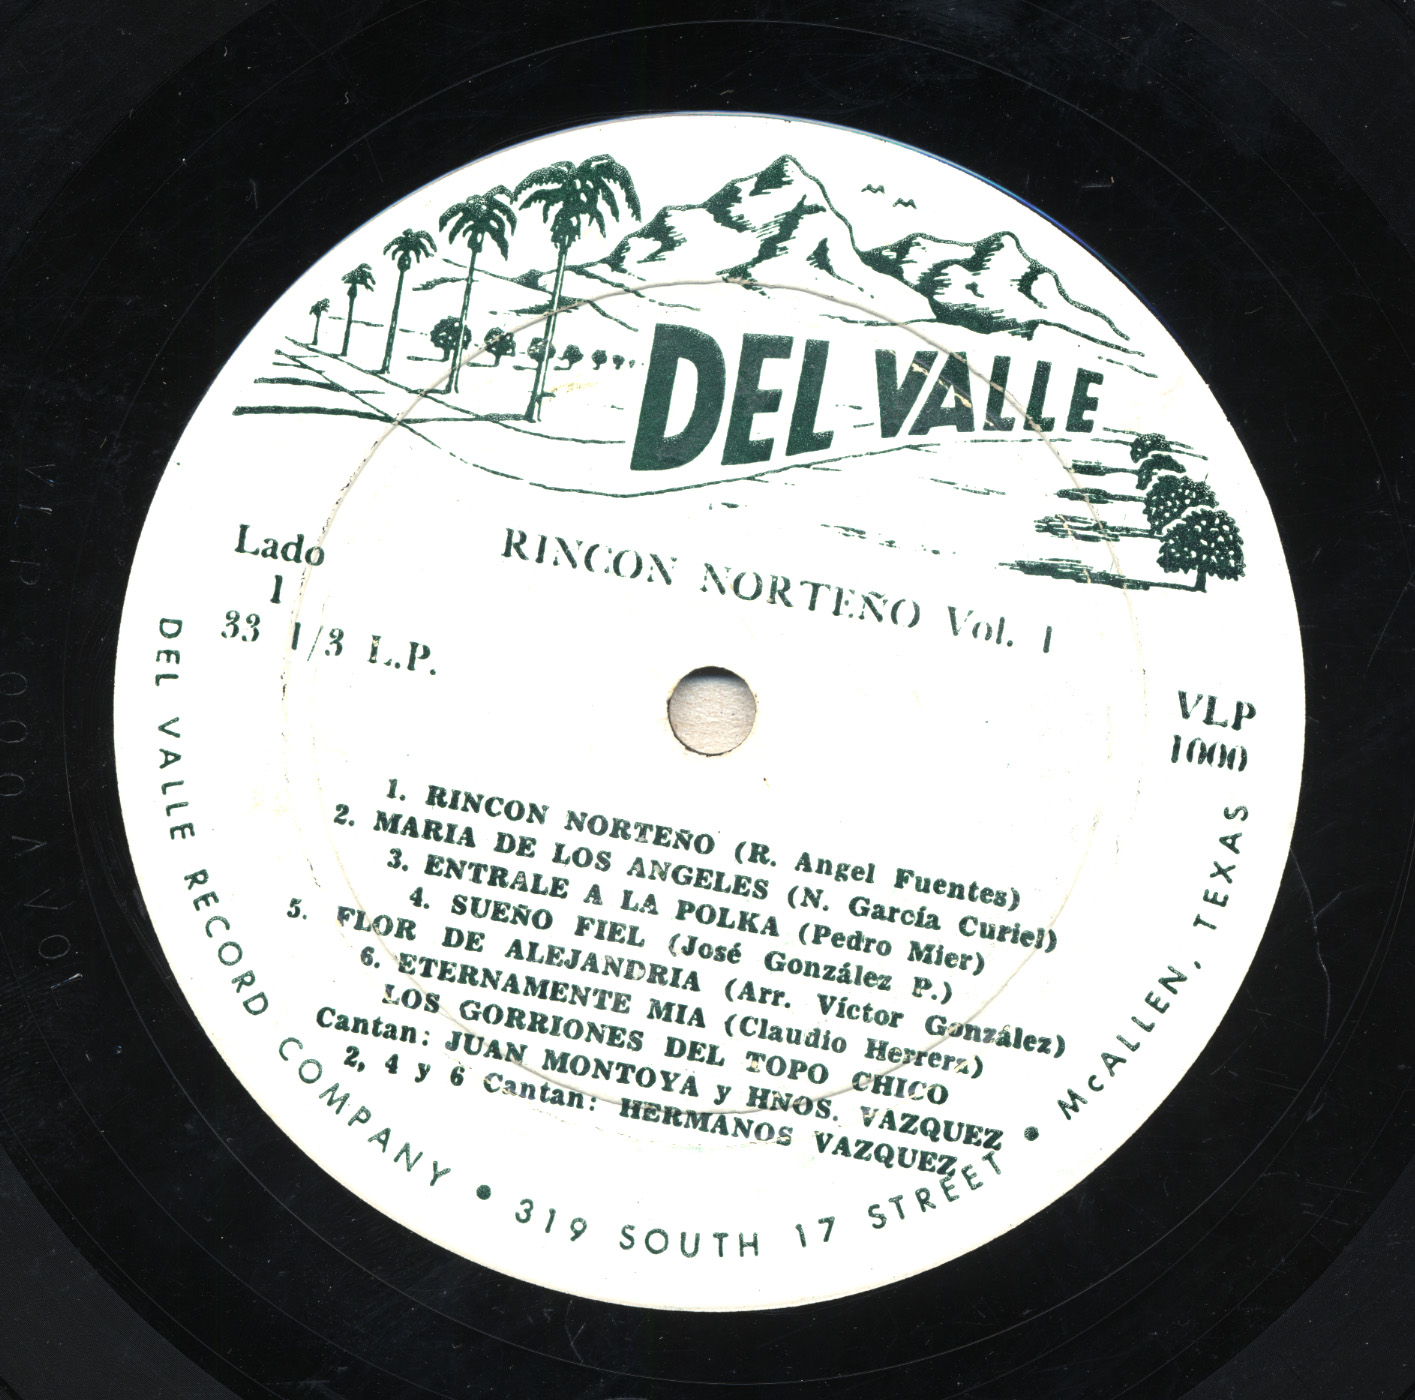 DEL VALLE
RINCON NORTEÑO Vol. 1
Lado
1
33 1/3 L.P.
VLP
1000
1. RINCON NORTEÑO (R. Angel Fuentes)
2. MARIA DE LOS ANGELES (N. García Curiel)
3. ENTRALE A LA POLKA (Pedro Mier)
4. SUEÑO FIEL (José González P.)
5. FLOR DE ALEJANDRIA (Arr. Víctor González)
6. ETERNAMENTE MIA (Claudio Herrera)
LOS GORRIONES DEL TOPO CHICO
Cantan: JUAN MONTOYA y HNOS. VAZQUEZ
2, 4 y 6 Cantan: HERMANOS VAZQUEZ
DEL VALLE RECORD COMPANY • 319 SOUTH 17 STREET • McALLEN, TEXAS